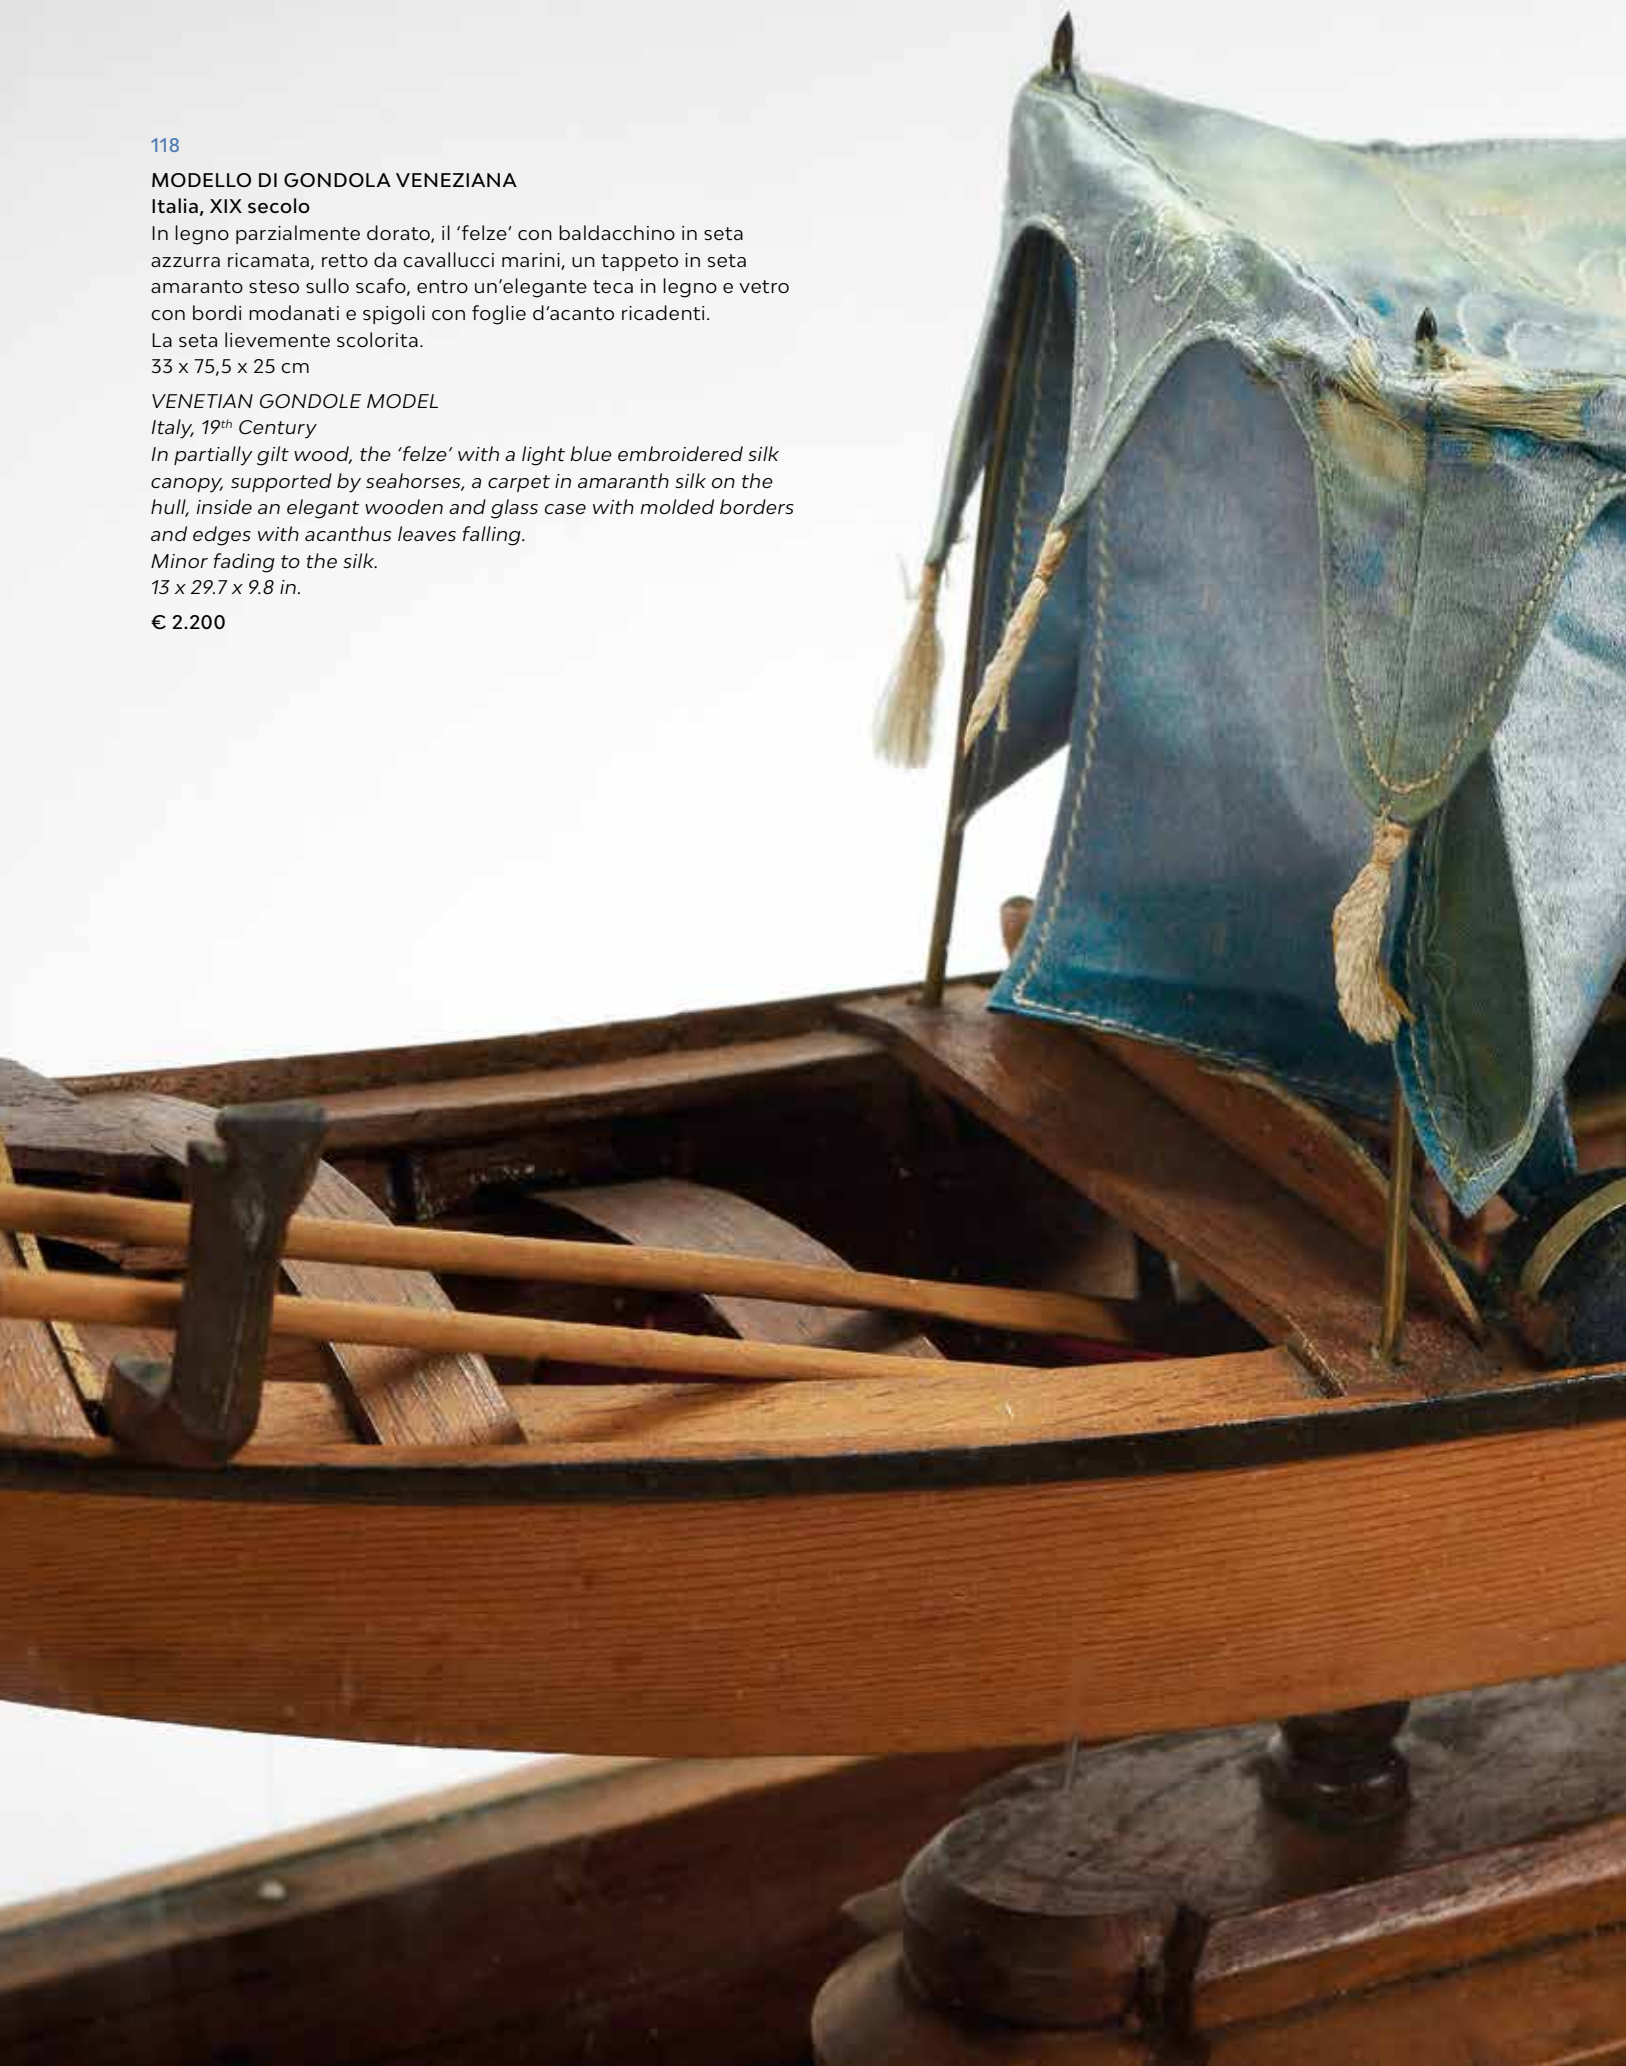 118
MODELLO DI GONDOLA VENEZIANA
Italia, XIX secolo
In legno parzialmente dorato, il ‘felze’ con baldacchino in seta
azzurra ricamata, retto da cavallucci marini, un tappeto in seta
amaranto steso sullo scafo, entro un’elegante teca in legno e vetro
con bordi modanati e spigoli con foglie d’acanto ricadenti.
La seta lievemente scolorita.
33 x 75,5 x 25 cm
VENETIAN GONDOLE MODEL
Italy, 19th Century
In partially gilt wood, the ‘felze’ with a light blue embroidered silk
canopy, supported by seahorses, a carpet in amaranth silk on the
hull, inside an elegant wooden and glass case with molded borders
and edges with acanthus leaves falling.
Minor fading to the silk.
13 x 29.7 x 9.8 in.
€ 2.200